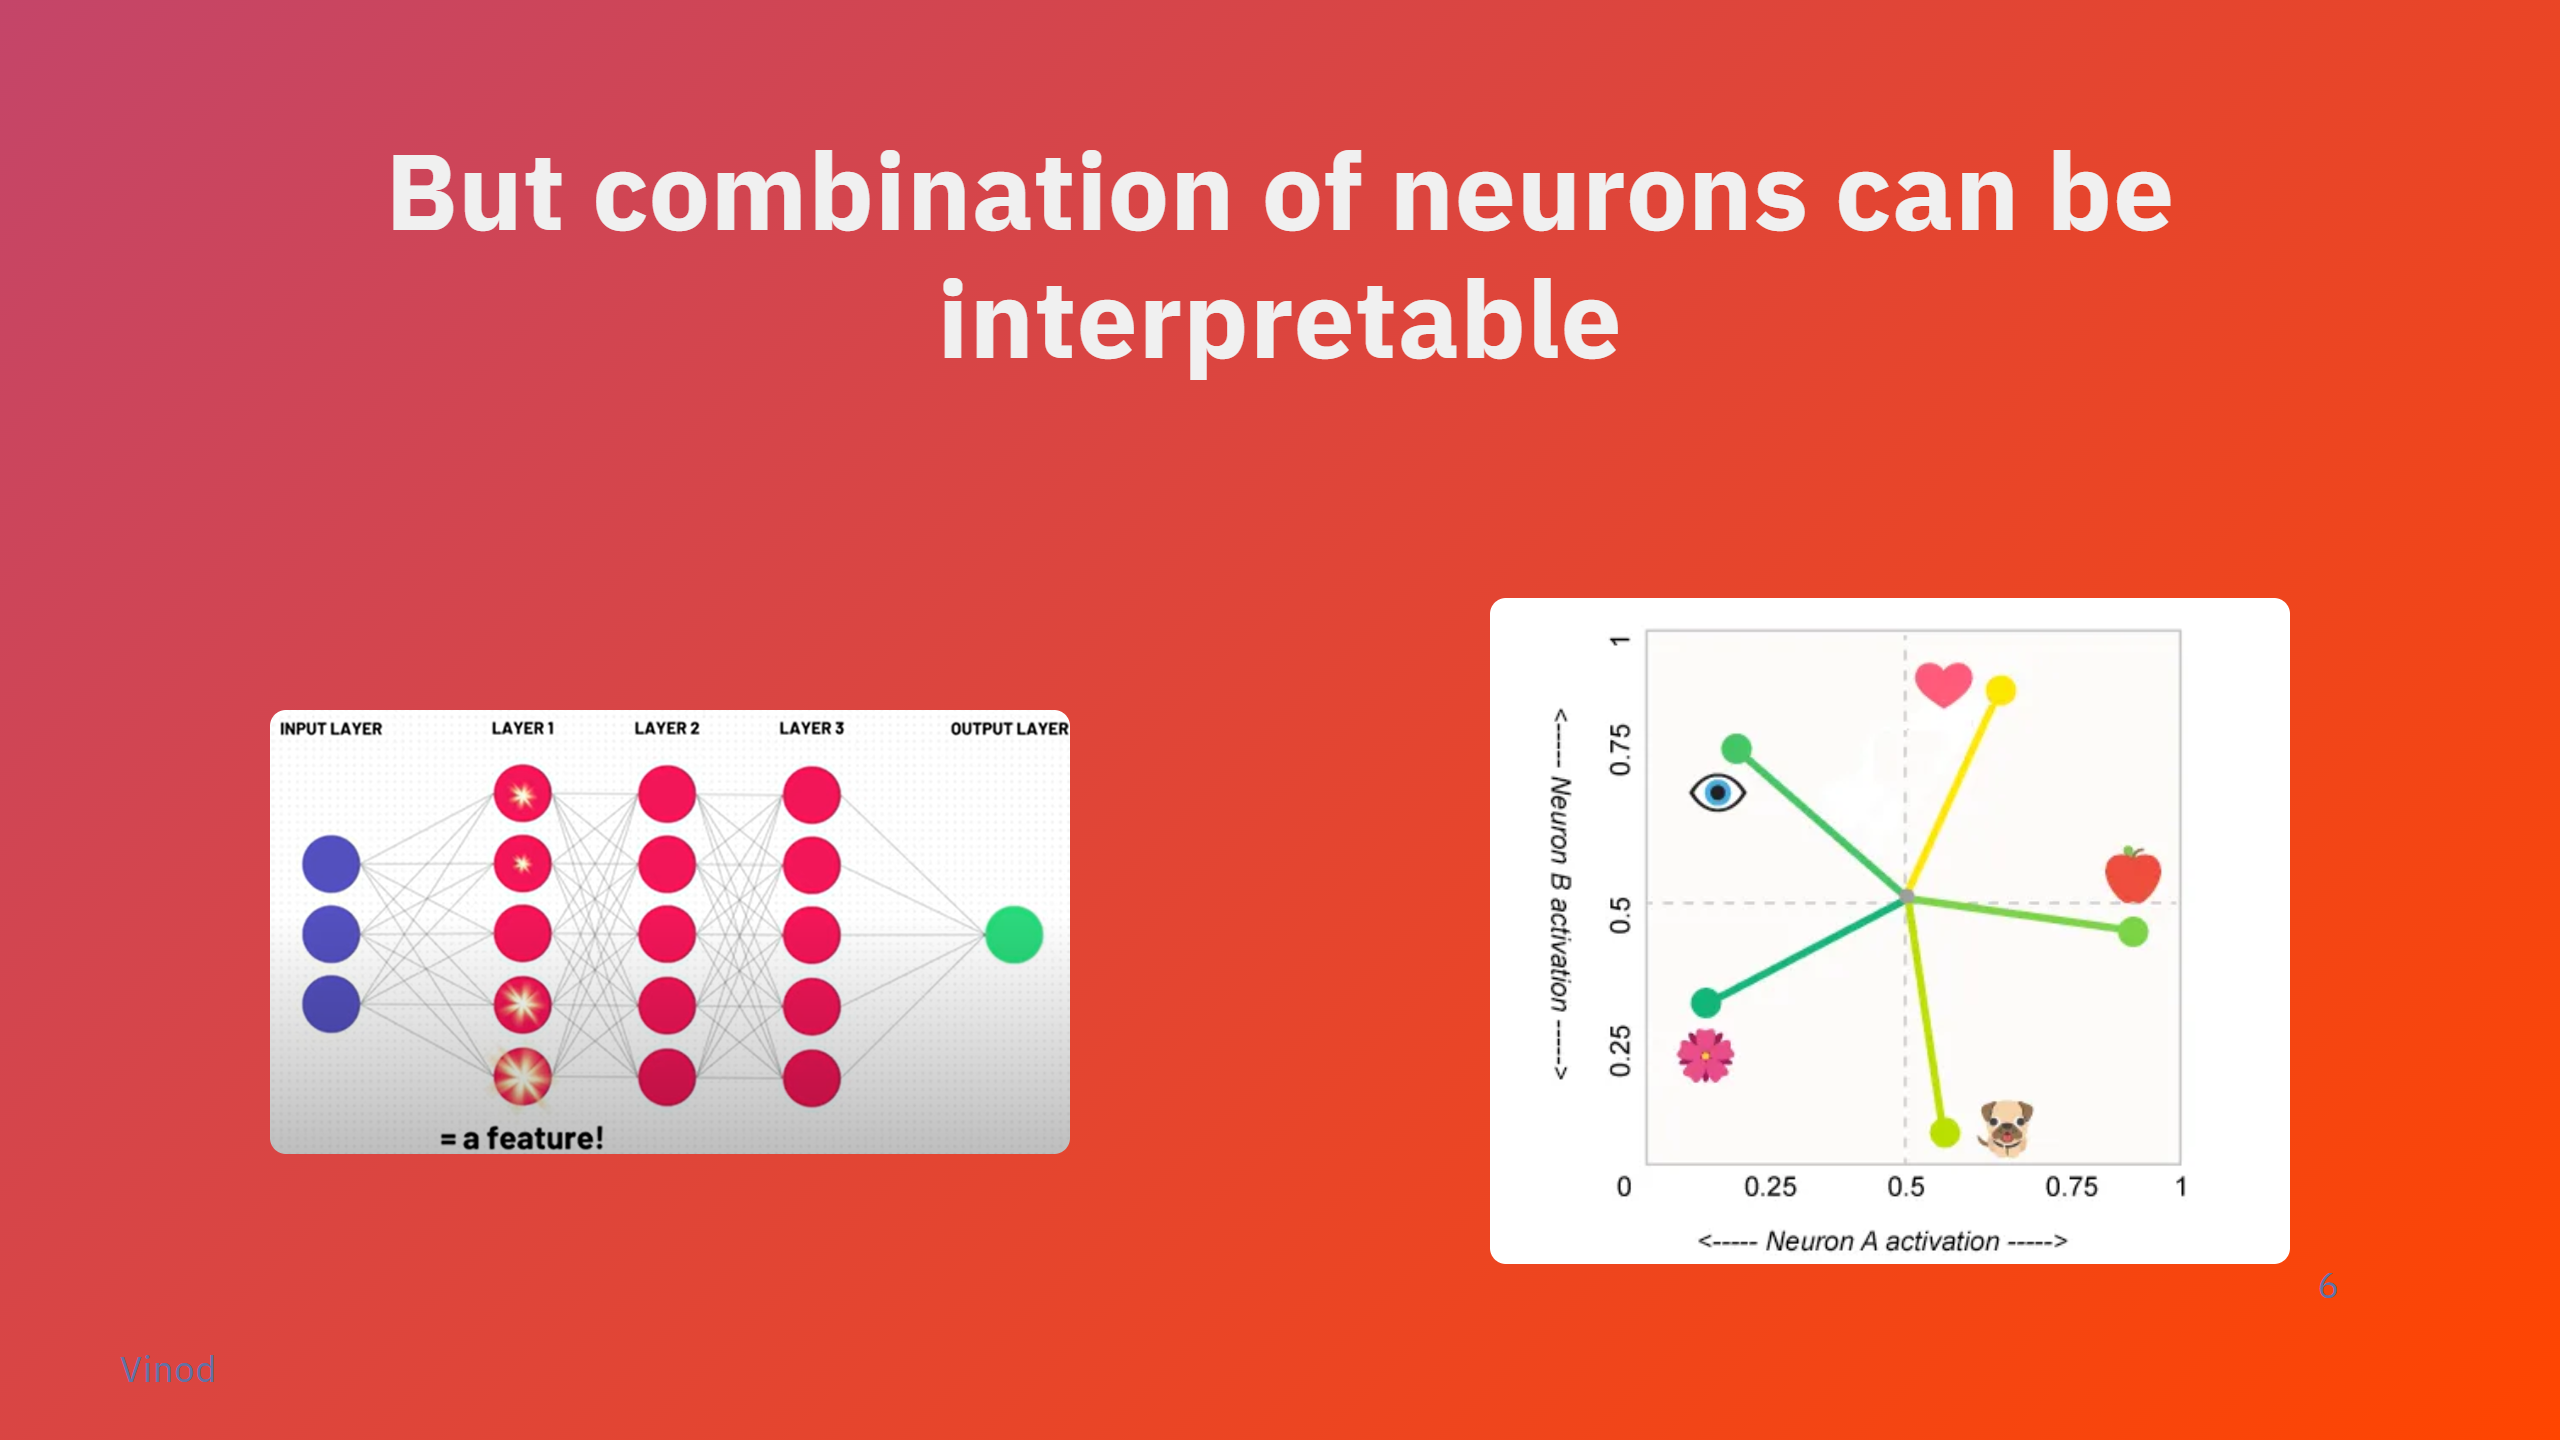 But combination of neurons can be
interpretable
INPUT LAYER
LAYER 1
LAYER 2
LAYER 3
OUTPUT LAYER
= a feature!
1
0.75
0.5
0.25
<----- Neuron B activation ----->
0
0.25
0.5
0.75
1
<----- Neuron A activation ----->
6
Vinod